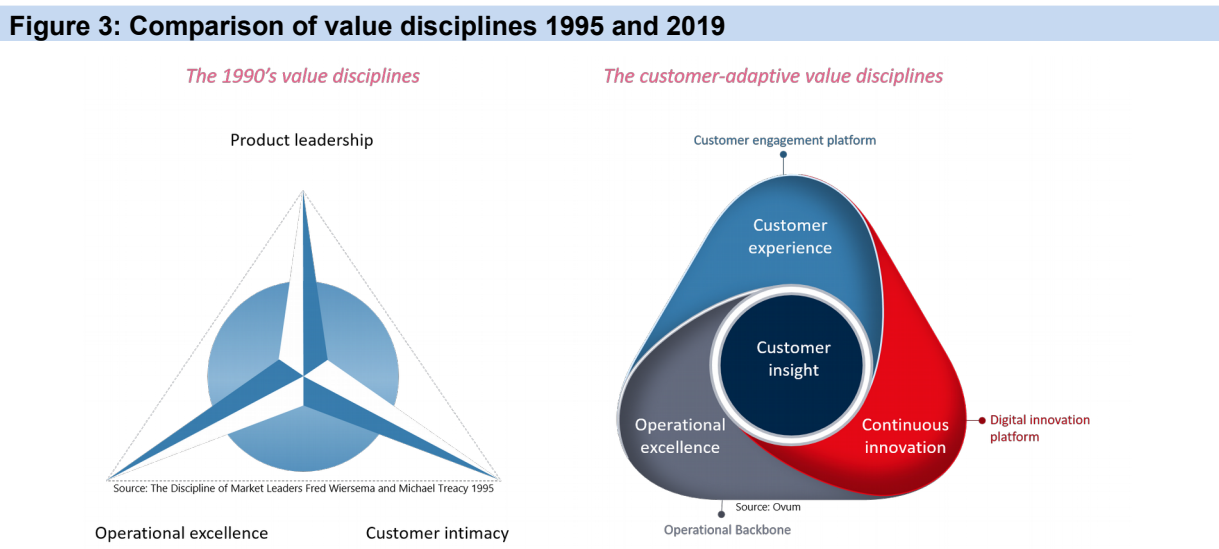 Figure 3: Comparison of value disciplines 1995 and 2019
The 1990's value disciplines
Product leadership
Source: The Discipline of Market Leaders Fred Wiersema and Michael Treacy 1995
Operational excellence
Customer intimacy
The customer-adaptive value disciplines
Customer engagement platform
Customer
experience
Customer
insight
Operational
excellence
Continuous
innovation
Digital innovation
platform
Source: Ovum
Operational Backbone